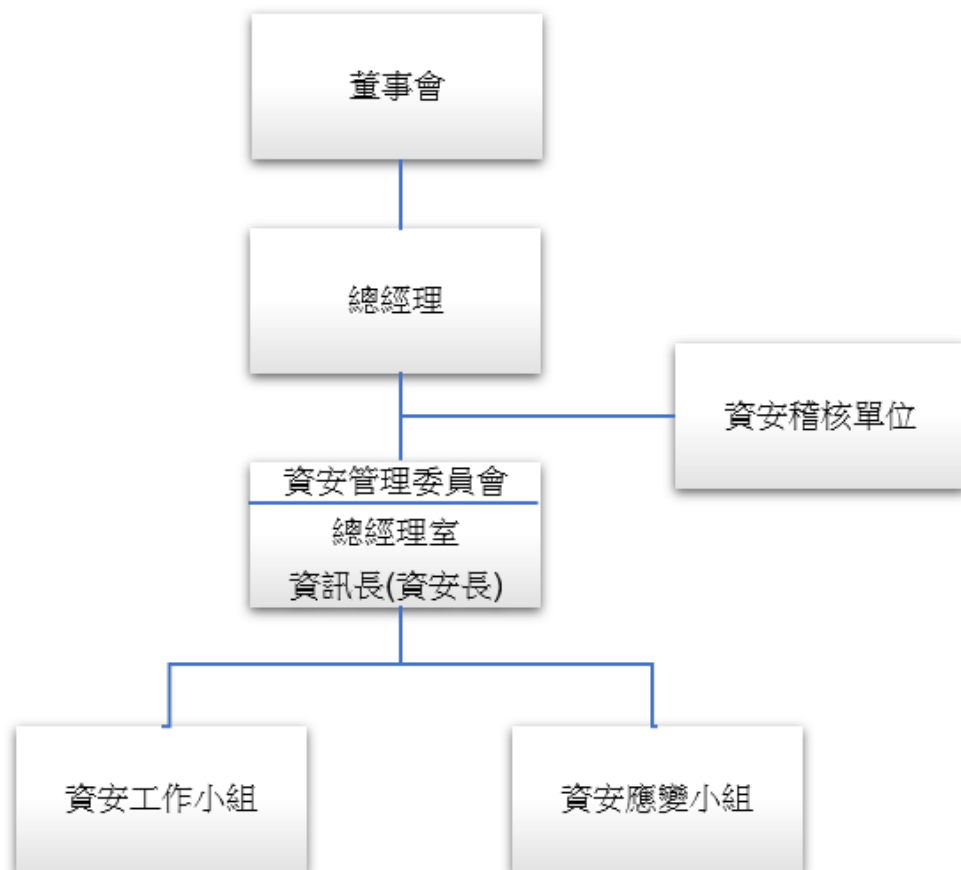 董事會
總經理
資安稽核單位
資安管理委員會
總經理室
資訊長(資安長)
資安工作小組
資安應變小組